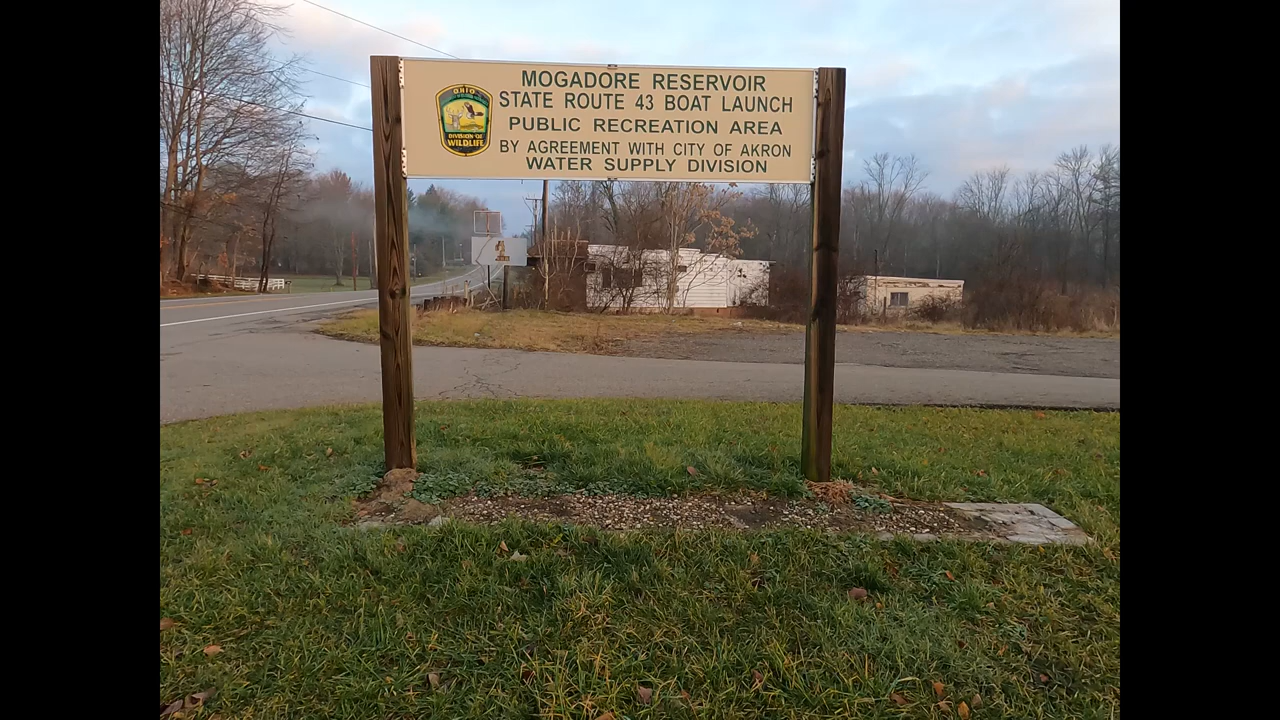 MOGADORE RESERVOIR
STATE ROUTE 43 BOAT LAUNCH
PUBLIC RECREATION AREA
BY AGREEMENT WITH CITY OF AKRON
WATER SUPPLY DIVISION
OHIO
DIVISION OF
WILDLIFE